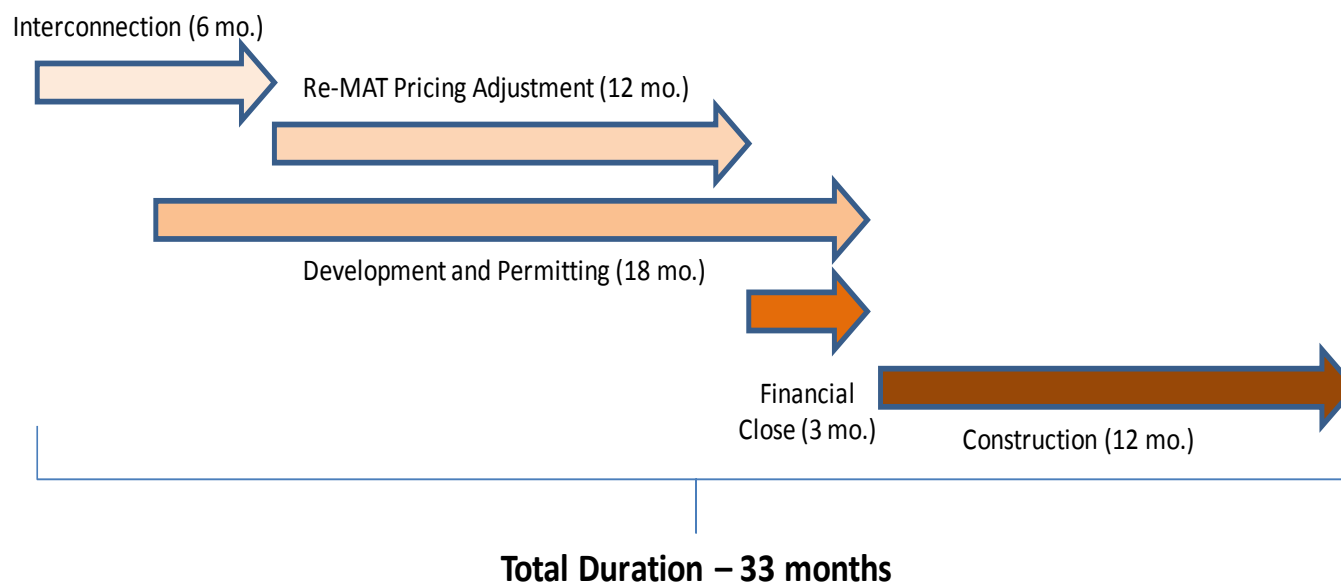 Interconnection (6 mo.)
Re-MAT Pricing Adjustment (12 mo.)
Development and Permitting (18 mo.)
Financial
Close (3 mo.)
Construction (12 mo.)
Total Duration – 33 months